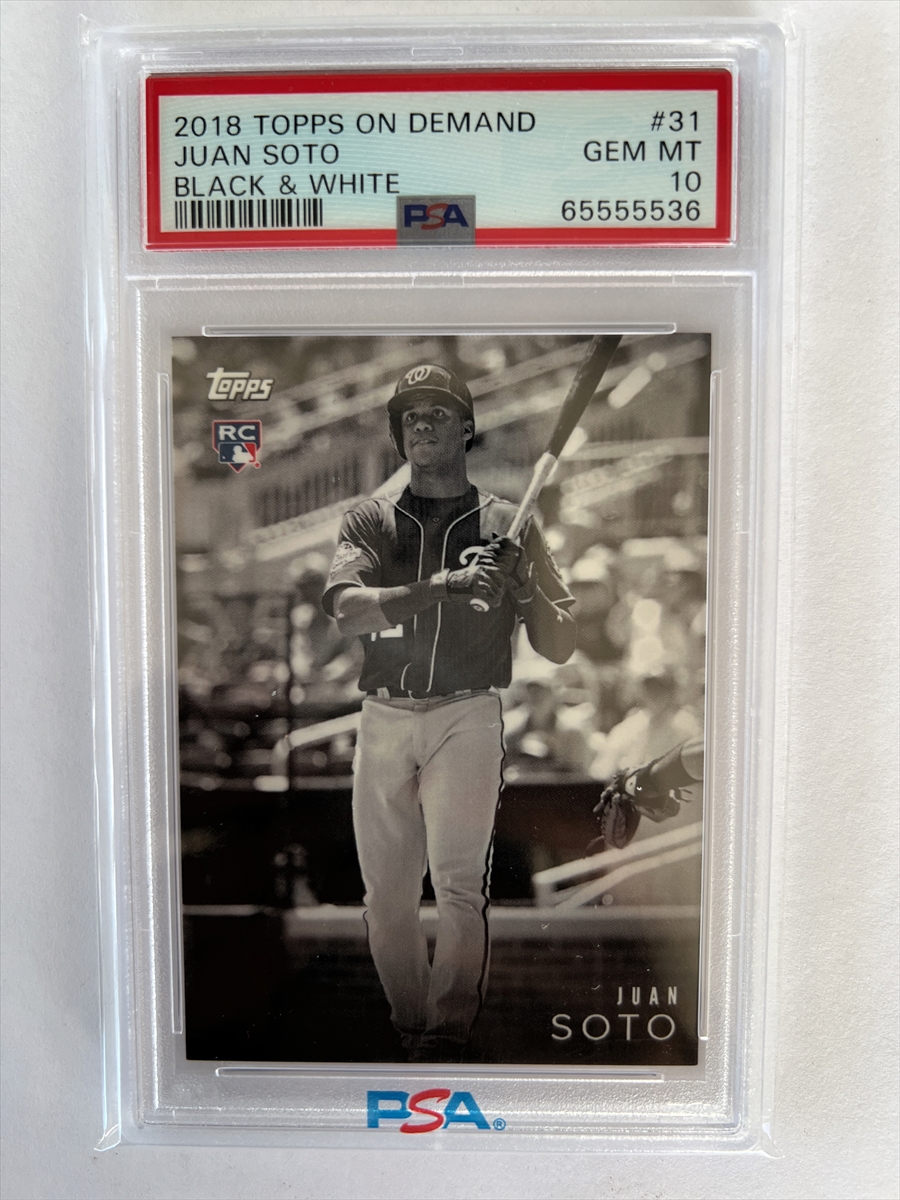 2018 TOPPS ON DEMAND #31
JUAN SOTO GEM MT
BLACK & WHITE 10
PSA 65555536
Topps
RC
W
JUAN
SOTO
PSA®